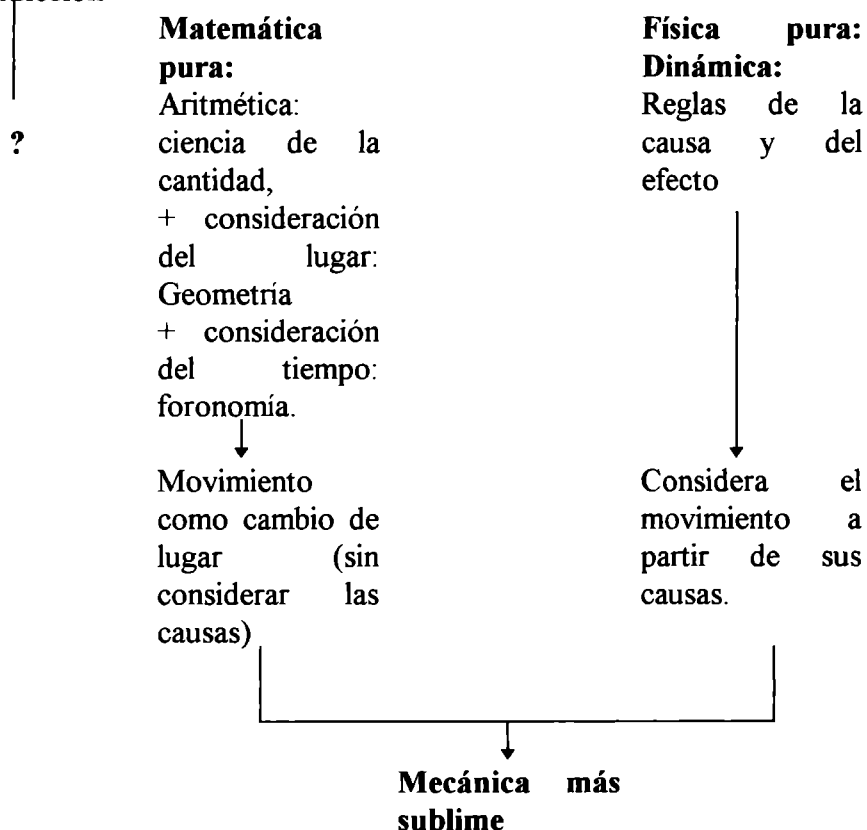 ?
Matemática
pura:
Aritmética:
ciencia de la
cantidad,
+ consideración
del lugar:
Geometría
+ consideración
del tiempo:
foronomía.
Movimiento
como cambio de
lugar (sin
considerar las
causas)
Física pura:
Dinámica:
Reglas de la
causa y del
efecto
Considera el
movimiento a
partir de sus
causas.
Mecánica más
sublime